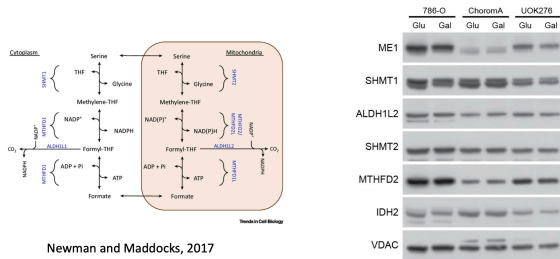 Cytoplasm
Mitochondria
Serine
Serine
SHMT1
THF
Glycine
THF
Glycine
SHMT2
Methylene-THF
Methylene-THF
MTHFD1
NADP⁺
NADPH
NAD(P)⁺
NAD(P)H
MTHFD2/
MTHFD2L
CO₂
NADP⁺
NADPH
ALDH1L1
Formyl-THF
Formyl-THF
ALDH1L2
NADP⁺
NADPH
CO₂
MTHFD1
ADP + Pi
ATP
ADP + Pi
ATP
MTHFD1L
Formate
Formate
Trends in Cell Biology
Newman and Maddocks, 2017
786-O ChoromA UOK276
Glu Gal Glu Gal Glu Gal
ME1
SHMT1
ALDH1L2
SHMT2
MTHFD2
IDH2
VDAC